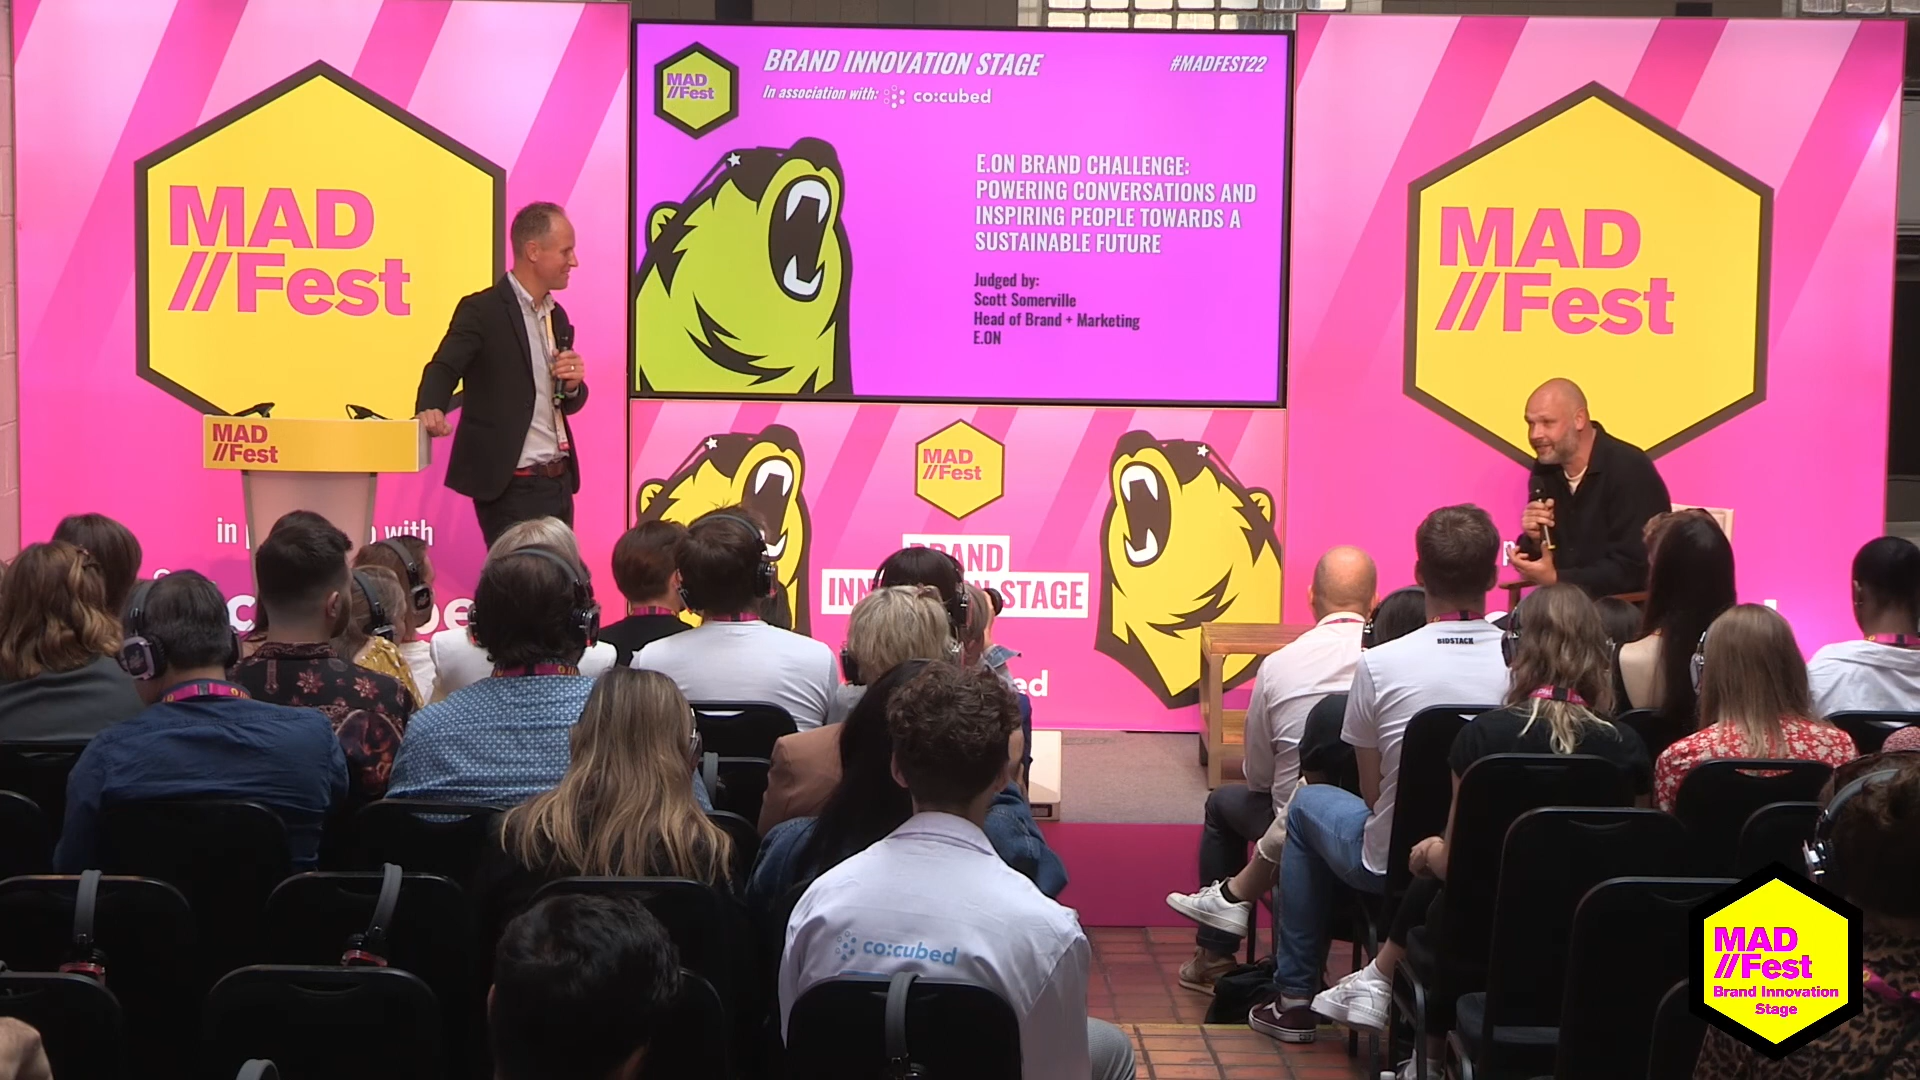 MAD
//Fest
in
with
MAD
//Fest
MAD
//Fest
BRAND INNOVATION STAGE
In association with: co:cubed
#MADFEST22
E.ON BRAND CHALLENGE:
POWERING CONVERSATIONS AND
INSPIRING PEOPLE TOWARDS A
SUSTAINABLE FUTURE
Judged by:
Scott Somerville
Head of Brand + Marketing
E.ON
MAD
//Fest
STAGE
MAD
//Fest
BIDSTACK
co:cubed
MAD
//Fest
Brand Innovation
Stage